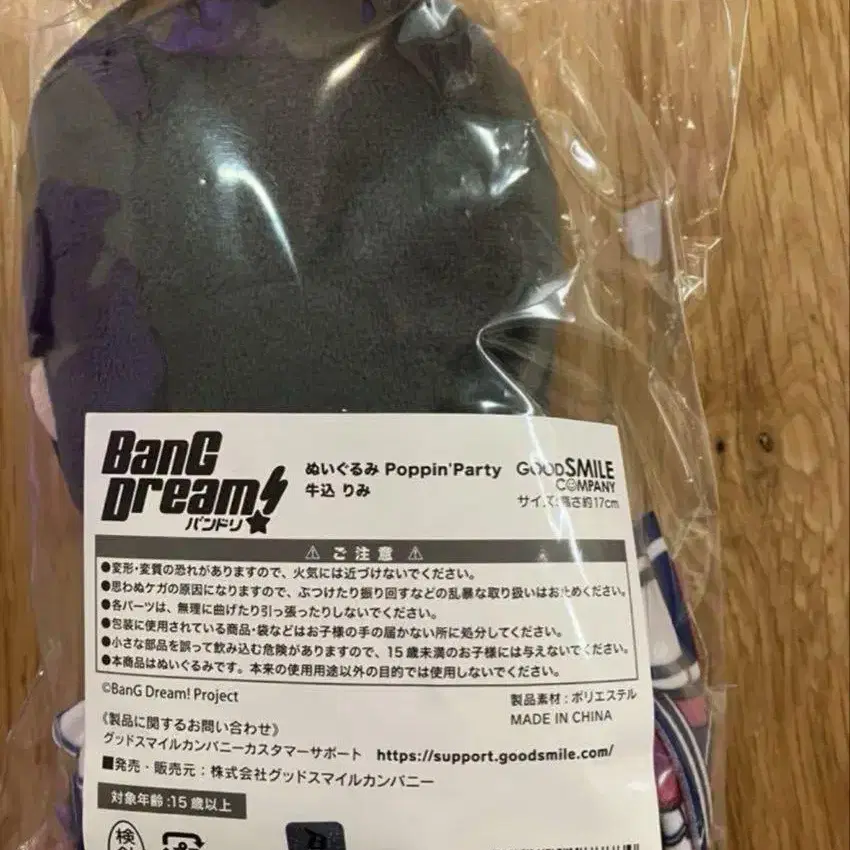 BanG Dream!
バンドリ
ぬいぐるみ Poppin'Party
牛込 りみ
GOOD SMILE COMPANY
サイズ:高さ約17cm
⚠ ご 注 意 ⚠
●変形・変質の恐れがありますので、火気には近づけないでください。
●思わぬケガの原因になりますので、ぶつけたり振り回すなどの乱暴な取り扱いはおやめください。
●各パーツは、無理に曲げたり引っ張ったりしないでください。
●包装に使用されている商品・袋などはお子様の手の届かない所に処分してください。
●小さな部品を誤って飲み込む危険がありますので、15歳未満のお子様には与えないでください。
●本商品はぬいぐるみです。本来の使用用途以外の目的では使用しないでください。
©BanG Dream! Project
製品素材:ポリエステル
MADE IN CHINA
《製品に関するお問い合わせ》
グッドスマイルカンパニーカスタマーサポート https://support.goodsmile.com/
■発売・販売元:株式会社グッドスマイルカンパニー
対象年齢:15歳以上
検